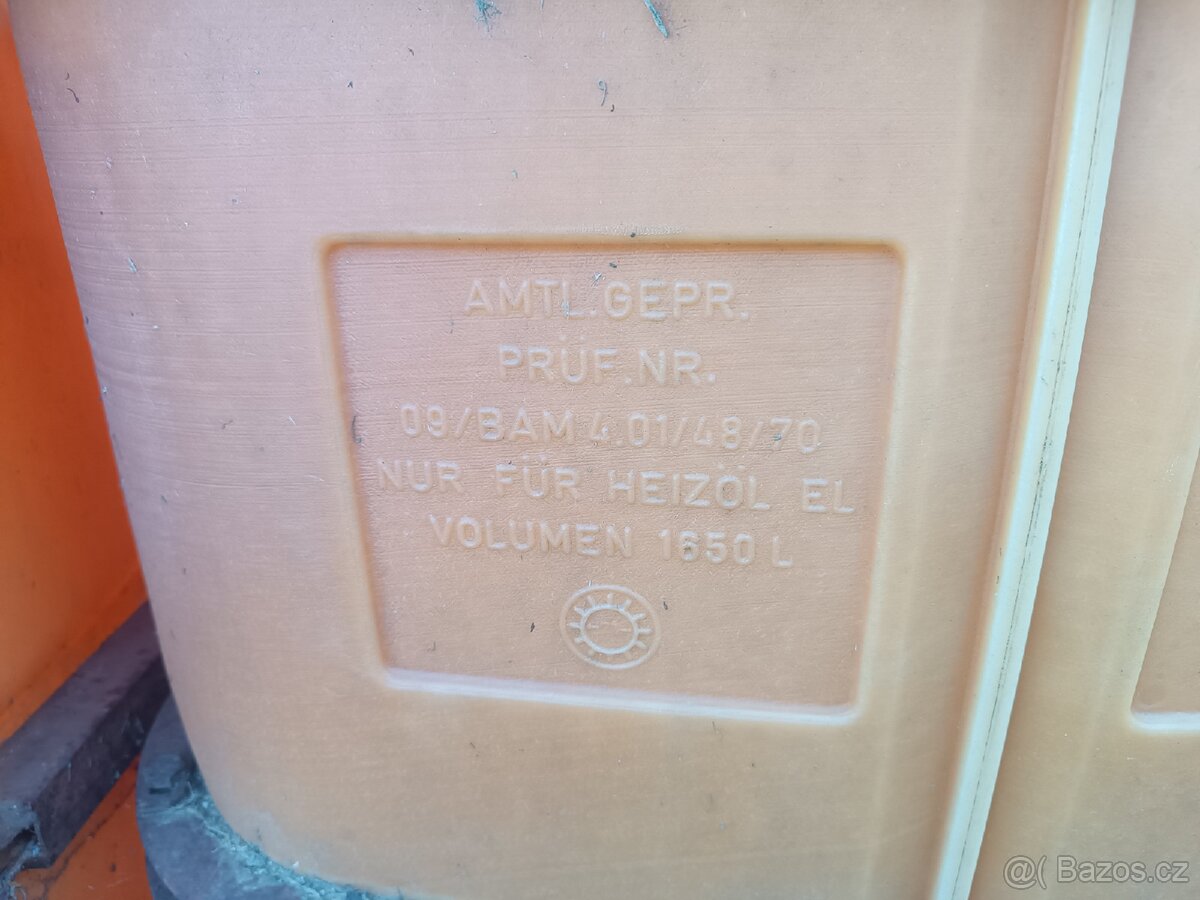 AMTL.GEPR.
PRÜF.NR.
09/BAM 4.01/48/70
NUR FÜR HEIZÖL EL
VOLUMEN 1650 L
@( Bazos.cz